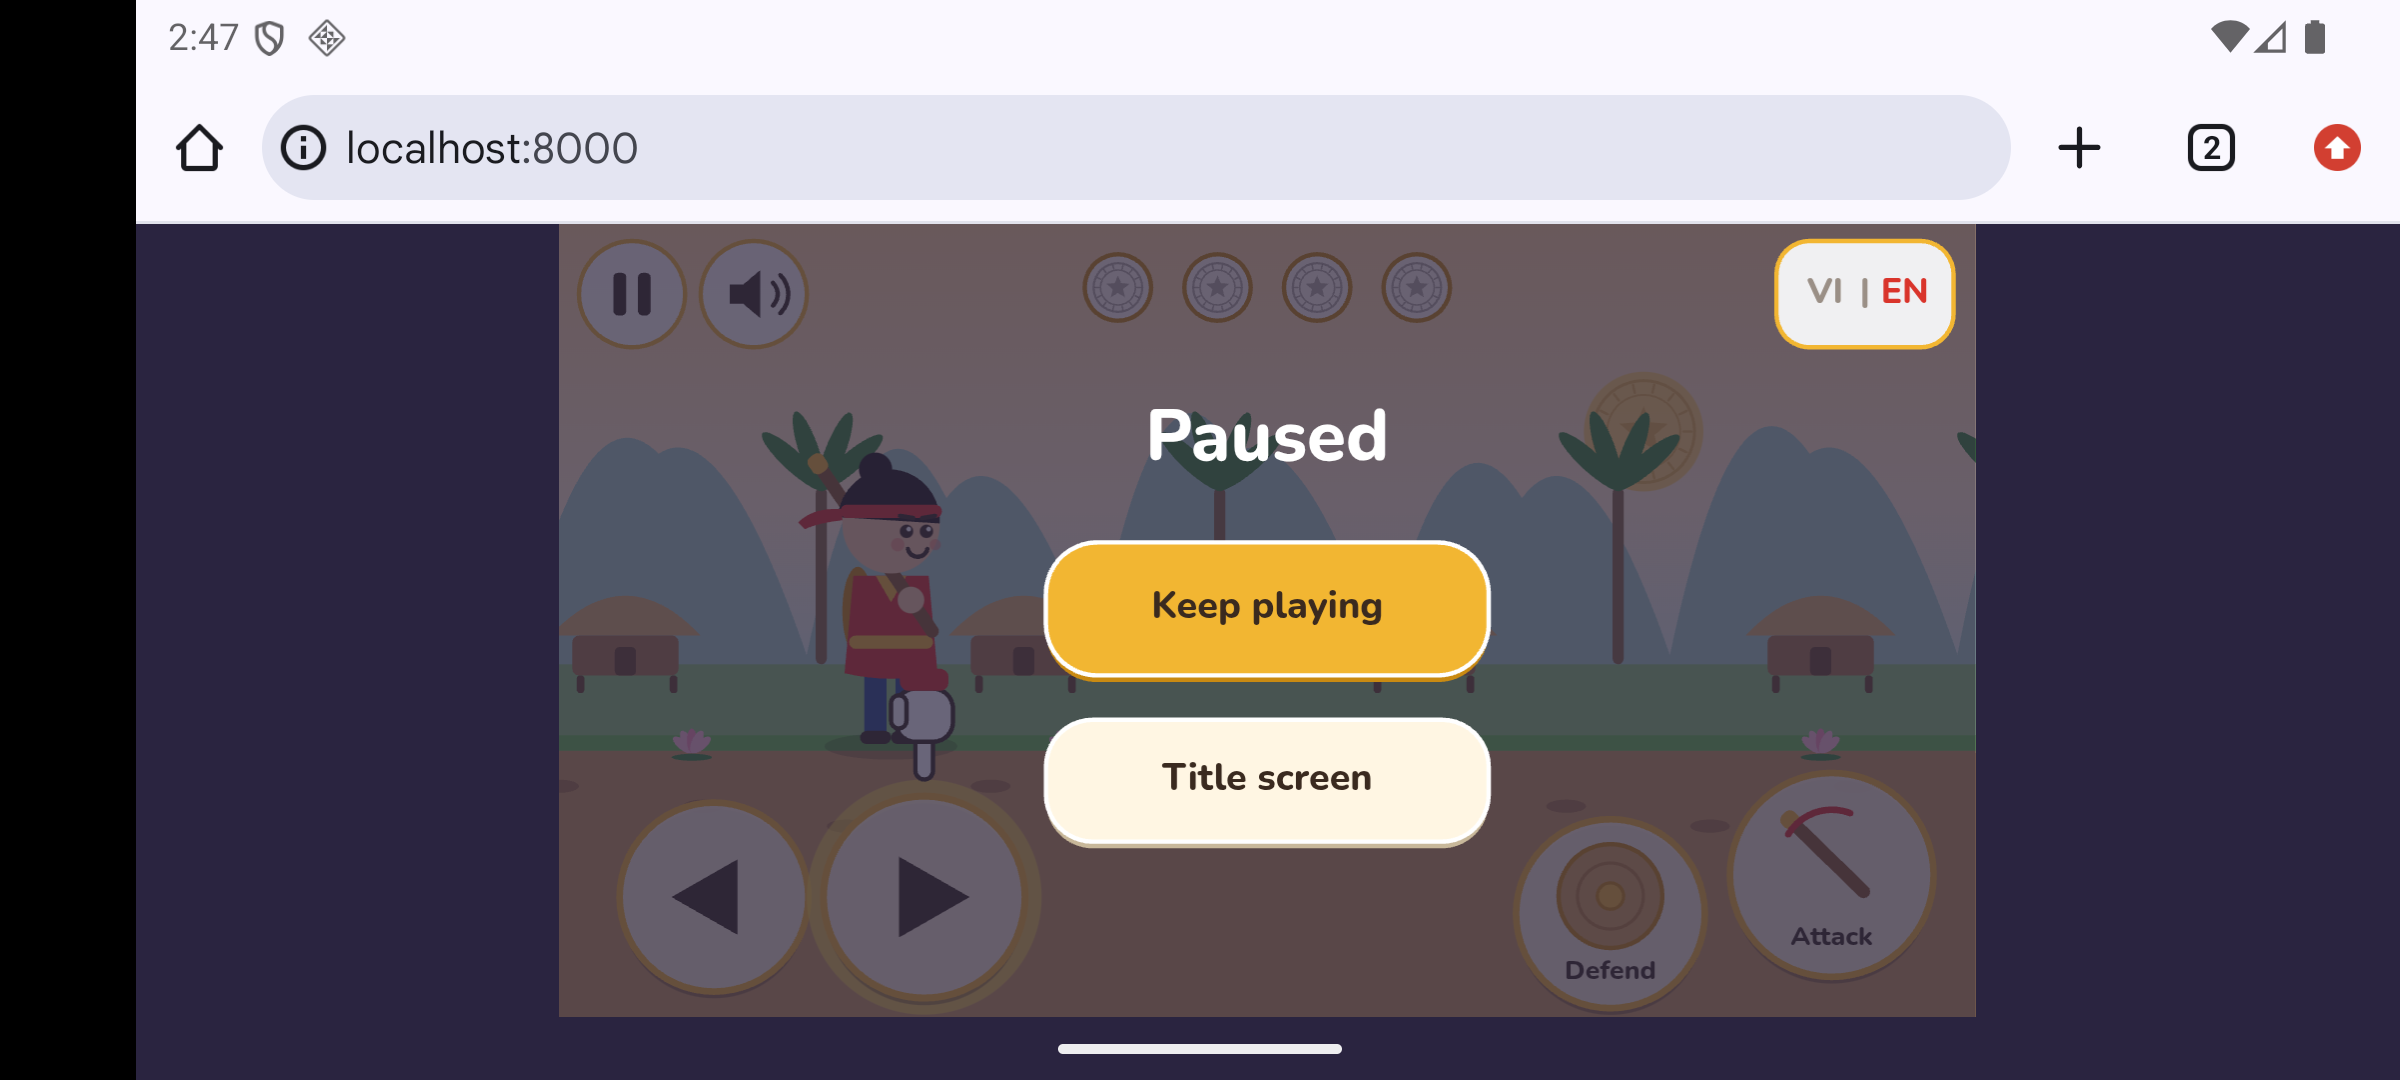 2:47
localhost:8000
2
VI | EN
Paused
Keep playing
Title screen
Attack
Defend